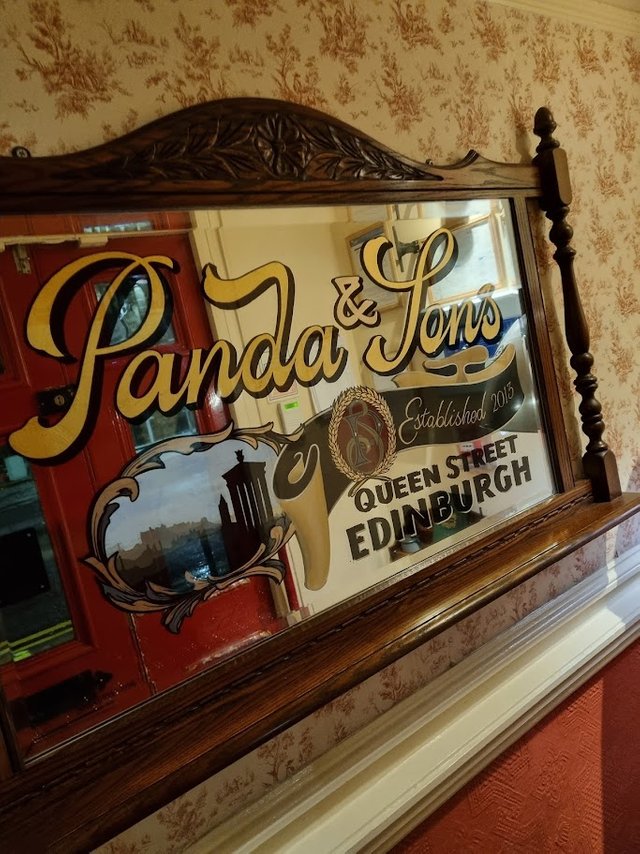 Panda & Sons
Established 2013
QUEEN STREET
EDINBURGH